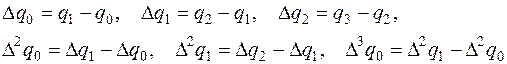 Δq₀ = q₁ − q₀, Δq₁ = q₂ − q₁, Δq₂ = q₃ − q₂,
Δ²q₀ = Δq₁ − Δq₀, Δ²q₁ = Δq₂ − Δq₁, Δ³q₀ = Δ²q₁ − Δ²q₀